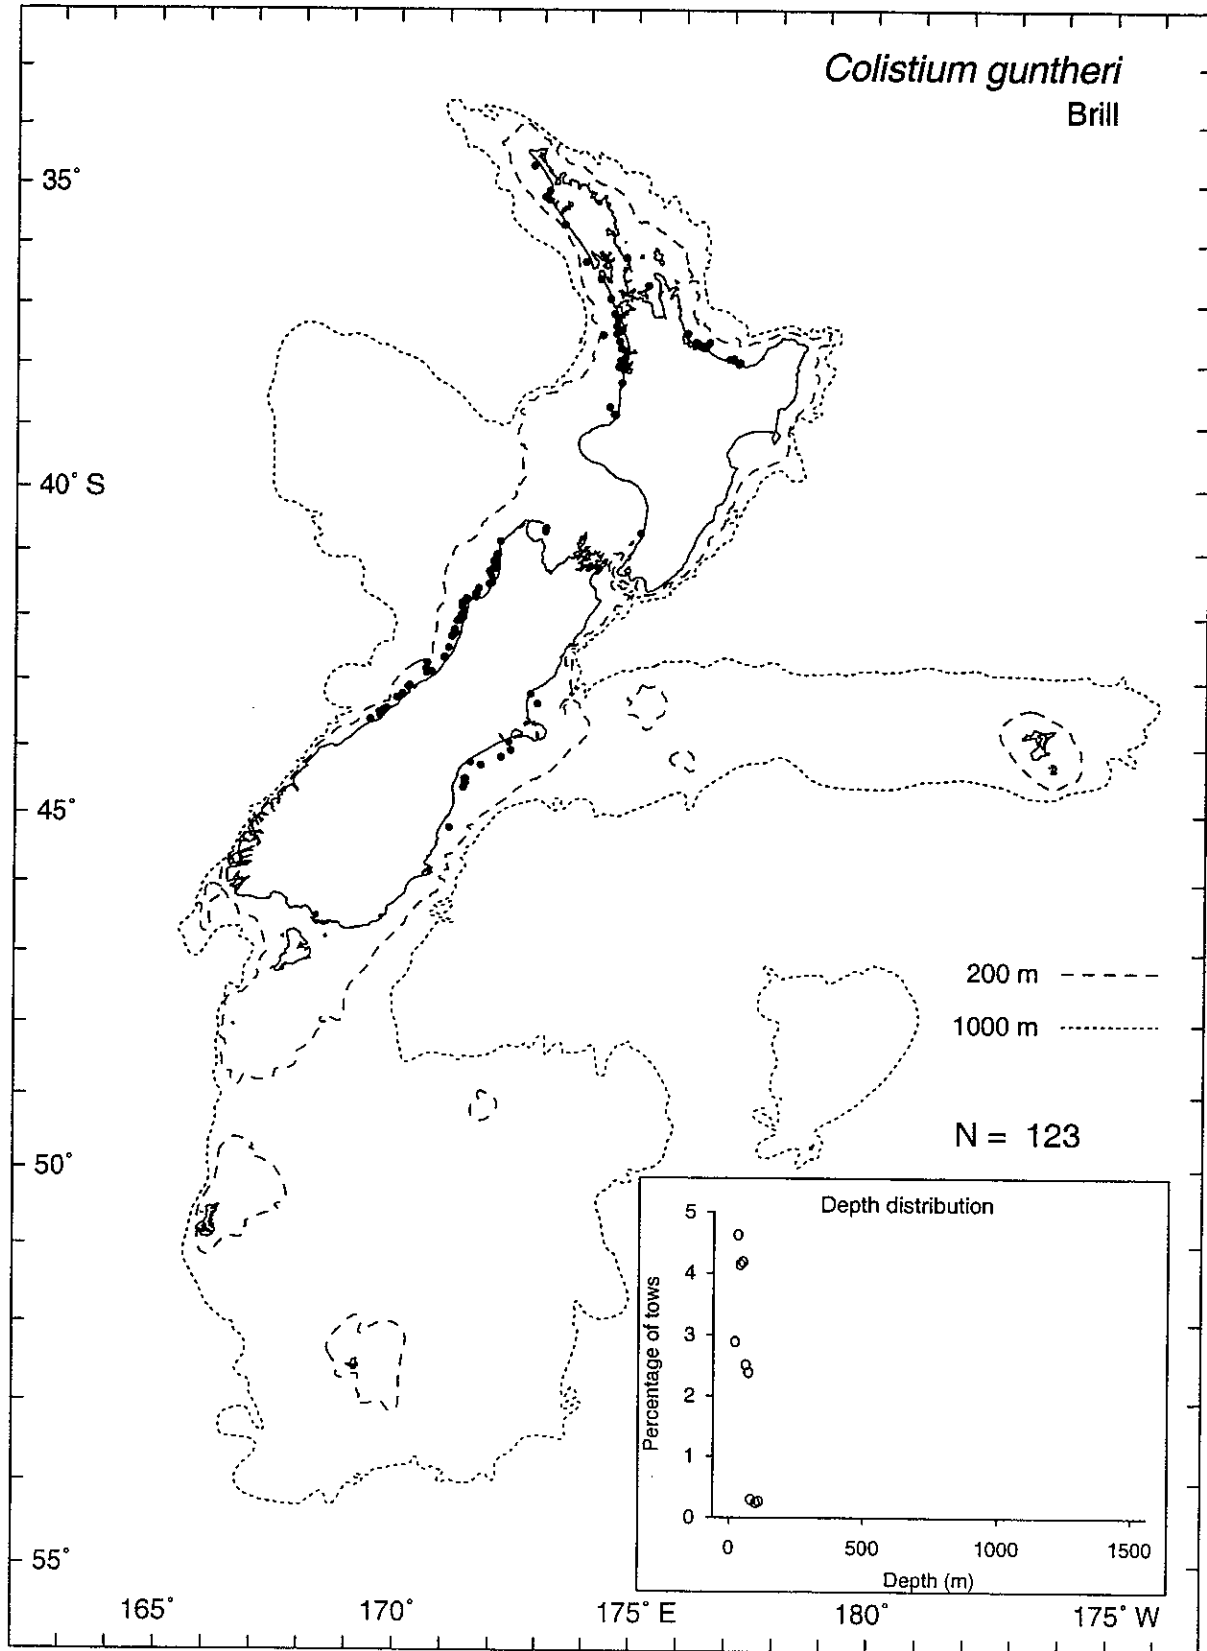 Colistium guntheri
Brill
35°
40° S
45°
200 m
1000 m
50°
N = 123
Depth distribution
5
4
3
2
1
0
Percentage of tows
0 500 1000 1500
Depth (m)
55°
165° 170° 175° E 180° 175° W